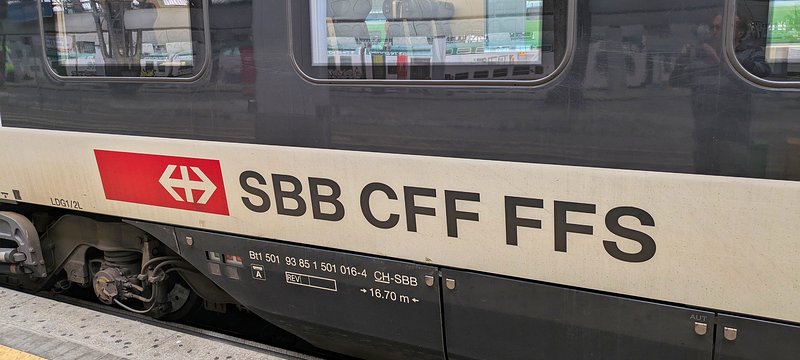 SBB CFF FFS
LDG1/2L
Bt1 501 93 85 1 501 016-4 CH-SBB
A
REV
16.70 m
AUT